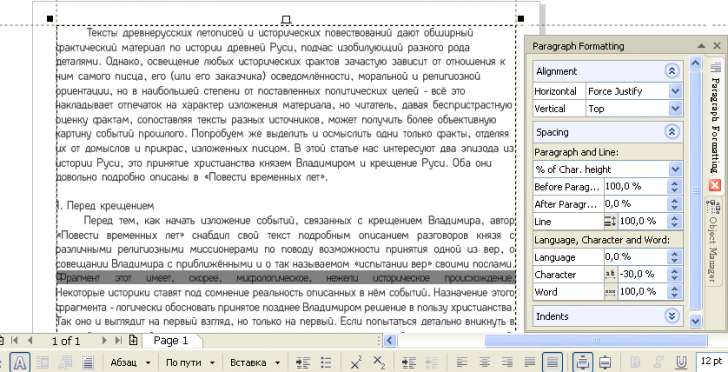 Тексты древнерусских летописей и исторических повествований дают обширный
фактический материал по истории древней Руси, подчас изобилующий разного рода
деталями. Однако, освещение любых исторических фактов зачастую зависит от отношения к
ним самого писца, его (или его заказчика) осведомлённости, моральной и религиозной
ориентации, но в наибольшей степени от поставленных политических целей - всё это
накладывает отпечаток на характер изложения материала, но читатель, давая беспристрастную
оценку фактам, сопоставляя тексты разных источников, может получить более объективную
картину событий прошлого. Попробуем же выделить и осмыслить одни только факты, отделяя
их от домыслов и прикрас, изложенных писцом. В этой статье нас интересуют два эпизода из
истории Руси, это принятие христианства князем Владимиром и крещение Руси. Оба они
довольно подробно описаны в «Повести временных лет».
1. Перед крещением
Перед тем, как начать изложение событий, связанных с крещением Владимира, автор
«Повести временных лет» снабдил свой текст подробным описанием разговоров князя с
различными религиозными миссионерами по поводу возможности принятия одной из вер, о
совещании Владимира с приближёнными и о так называемом «испытании вер» своими послами.
Фрагмент этот имеет, скорее, мифологическое, нежели историческое происхождение.
Некоторые историки ставят под сомнение реальность описанных в нём событий. Назначение этого
фрагмента - логически обосновать принятое позднее Владимиром решение в пользу христианства.
Так оно и выглядит на первый взгляд, но только на первый. Если попытаться детально вникнуть в
Paragraph Formatting
Alignment
Horizontal Force Justify
Vertical Top
Spacing
Paragraph and Line:
% of Char. height
Before Parag... 100,0 %
After Paragr... 0,0 %
Line 100,0 %
Language, Character and Word:
Language 0,0 %
Character -30,0 %
Word 100,0 %
Indents
Paragraph Formatting
Object Manager
1 of 1 Page 1
A Абзац По пути Вставка X² X₂ U 12 pt